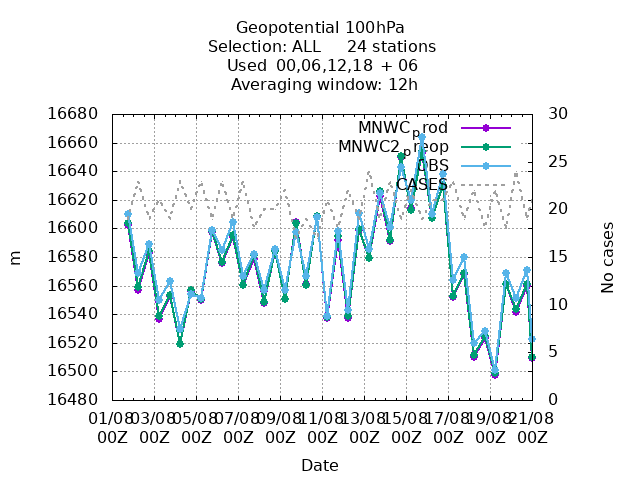 Geopotential 100hPa
Selection: ALL 24 stations
Used 00,06,12,18 + 06
Averaging window: 12h
16680 30
MNWCprod
16660 MNWC2preop
OBS 25
16640 CASES
16620 20
16600
16580 15
16560 10
16540
16520 5
16500
16480 0
m
No cases
01/08 03/08 05/08 07/08 09/08 11/08 13/08 15/08 17/08 19/08 21/08
00Z 00Z 00Z 00Z 00Z 00Z 00Z 00Z 00Z 00Z 00Z
Date